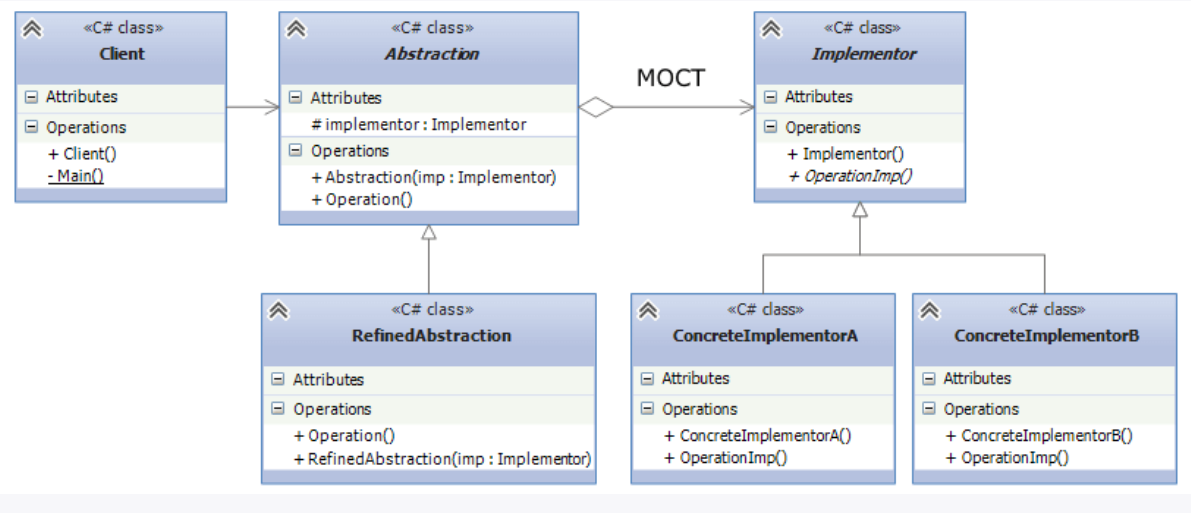 «C# class»
Client
Attributes
Operations
+ Client()
- Main()
«C# class»
Abstraction
Attributes
# implementor : Implementor
Operations
+ Abstraction(imp : Implementor)
+ Operation()
МОСТ
«C# class»
Implementor
Attributes
Operations
+ Implementor()
+ OperationImp()
«C# class»
RefinedAbstraction
Attributes
Operations
+ Operation()
+ RefinedAbstraction(imp : Implementor)
«C# class»
ConcreteImplementorA
Attributes
Operations
+ ConcreteImplementorA()
+ OperationImp()
«C# class»
ConcreteImplementorB
Attributes
Operations
+ ConcreteImplementorB()
+ OperationImp()